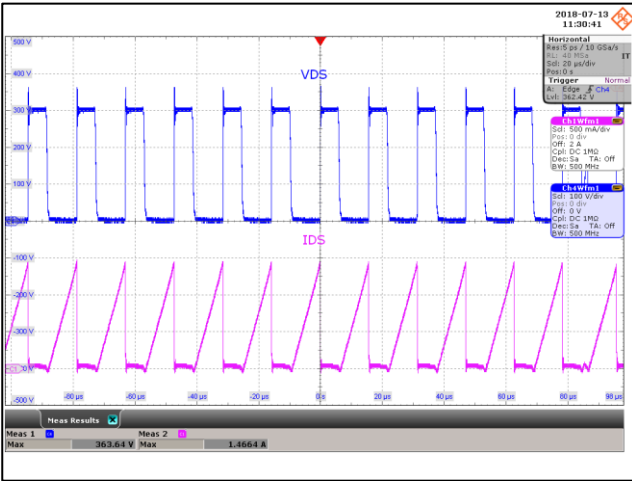 2018-07-13
11:30:41
Horizontal
Res:5 ps / 10 GSa/s
RL: 40 MSa
IT
Scl: 20 µs/div
Pos:0 s
Trigger Normal
A: Edge Ch4
Lvl: 362.42 V
Ch1Wfm1
Scl: 500 mA/div
Pos: 0 div
Off: 2 A
Cpl: DC 1MΩ
Dec:Sa TA: Off
BW: 500 MHz
Ch4Wfm1
Scl: 100 V/div
Pos: 0 div
Off: 0 V
Cpl: DC 1MΩ
Dec:Sa TA: Off
BW: 500 MHz
500 V
400 V
VDS
300 V
200 V
100 V
IDS
-100 V
-200 V
-300 V
C1
-500 V
-80 µs
-60 µs
-40 µs
-20 µs
0 s
20 µs
40 µs
60 µs
80 µs
Meas Results
Meas 1
Meas 2
Max 363.64 V
Max 1.4664 A